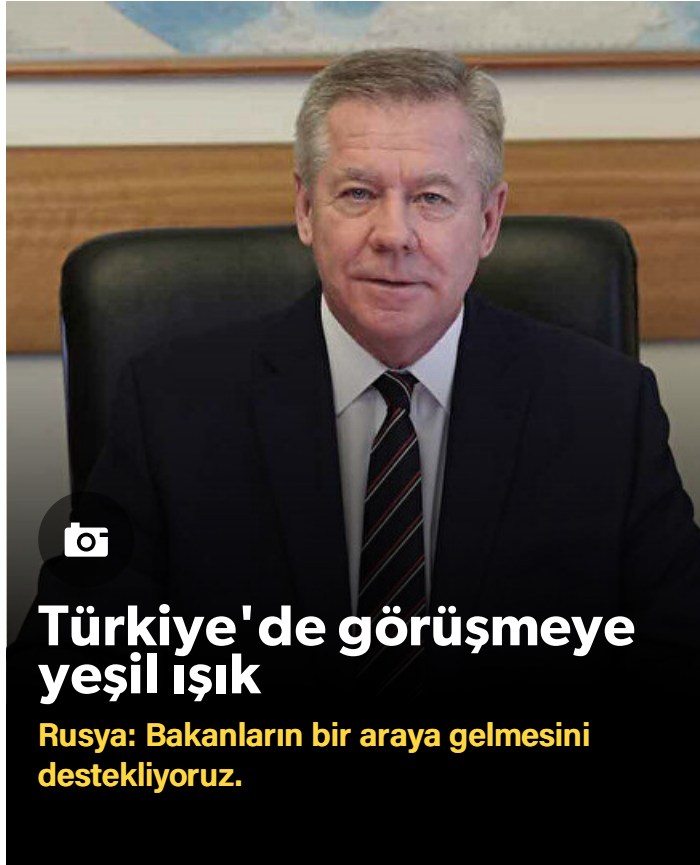 Türkiye'de görüşmeye
yeşil ışık
Rusya: Bakanların bir araya gelmesini
destekliyoruz.